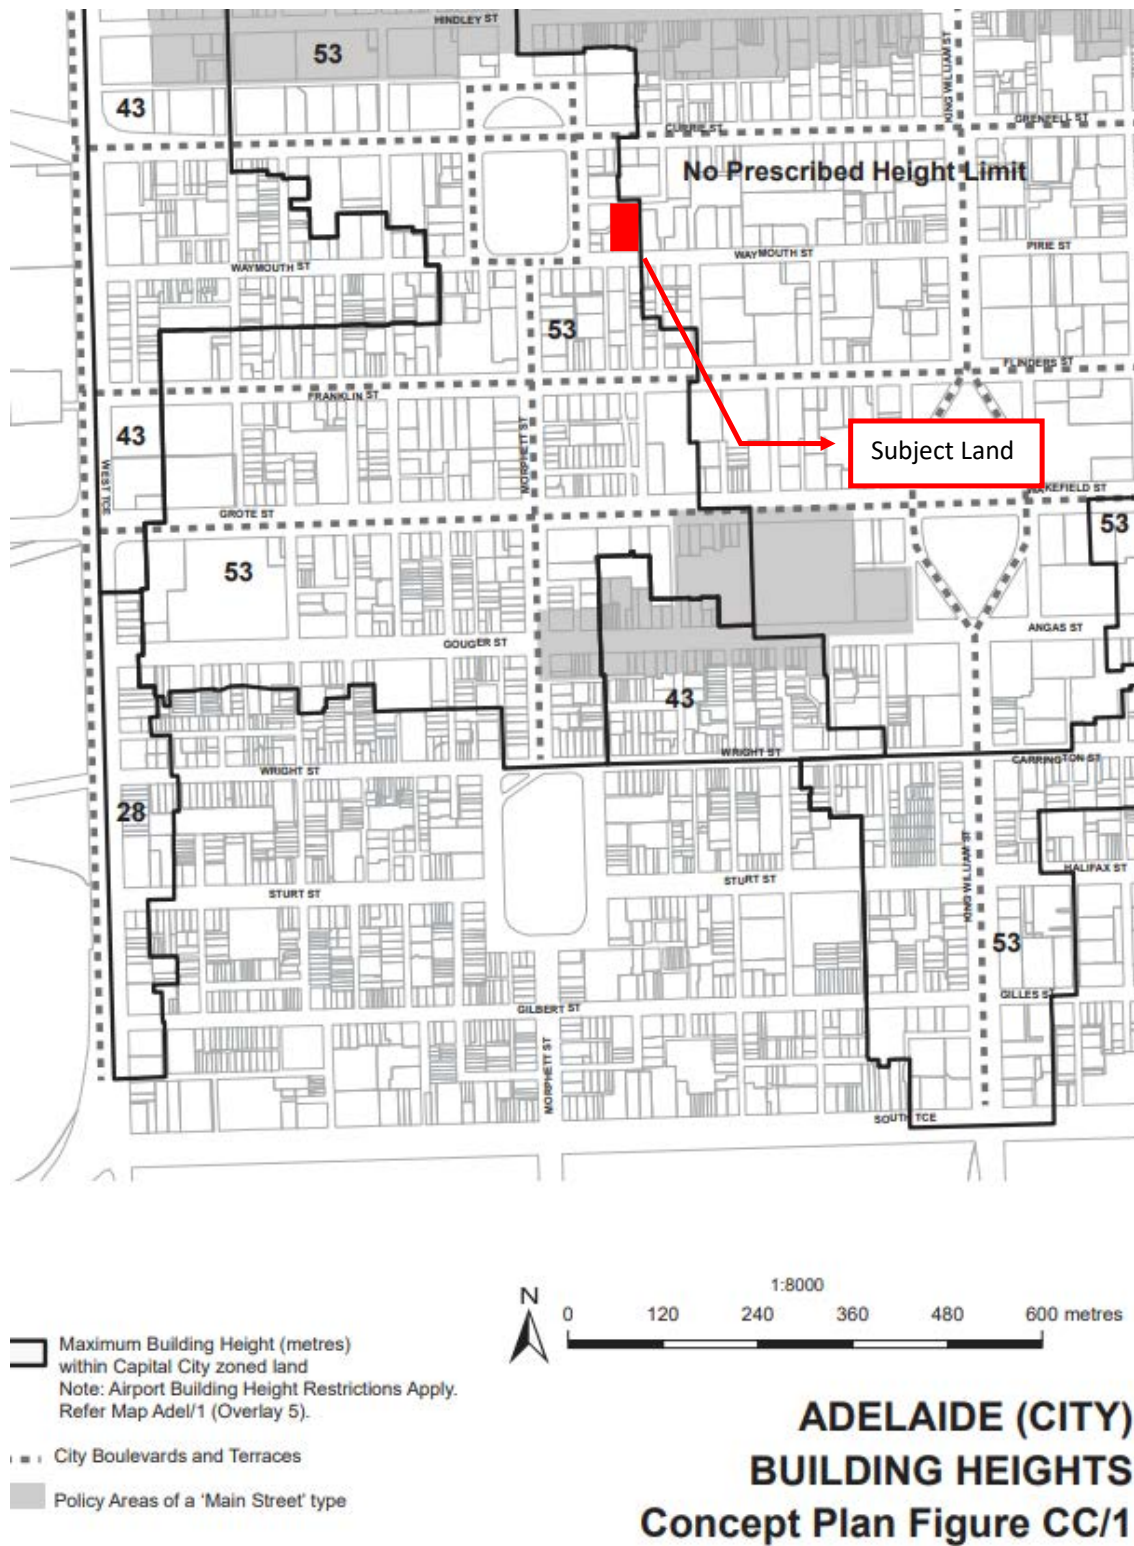 HINDLEY ST
53
KING WILLIAM ST
43
CURRIE ST
GRENFELL ST
No Prescribed Height Limit
WAYMOUTH ST
WAYMOUTH ST
PIRIE ST
53
FLINDERS ST
FRANKLIN ST
43
MORPHETT ST
Subject Land
WEST TCE
WAKEFIELD ST
GROTE ST
53
53
ANGAS ST
GOUGER ST
43
WRIGHT ST
CARRINGTON ST
WRIGHT ST
28
KING WILLIAM ST
HALIFAX ST
STURT ST
STURT ST
53
GILLES ST
GILBERT ST
MORPHETT ST
SOUTH TCE
N
1:8000
0 120 240 360 480 600 metres
Maximum Building Height (metres)
within Capital City zoned land
Note: Airport Building Height Restrictions Apply.
Refer Map Adel/1 (Overlay 5).
City Boulevards and Terraces
Policy Areas of a 'Main Street' type
ADELAIDE (CITY)
BUILDING HEIGHTS
Concept Plan Figure CC/1